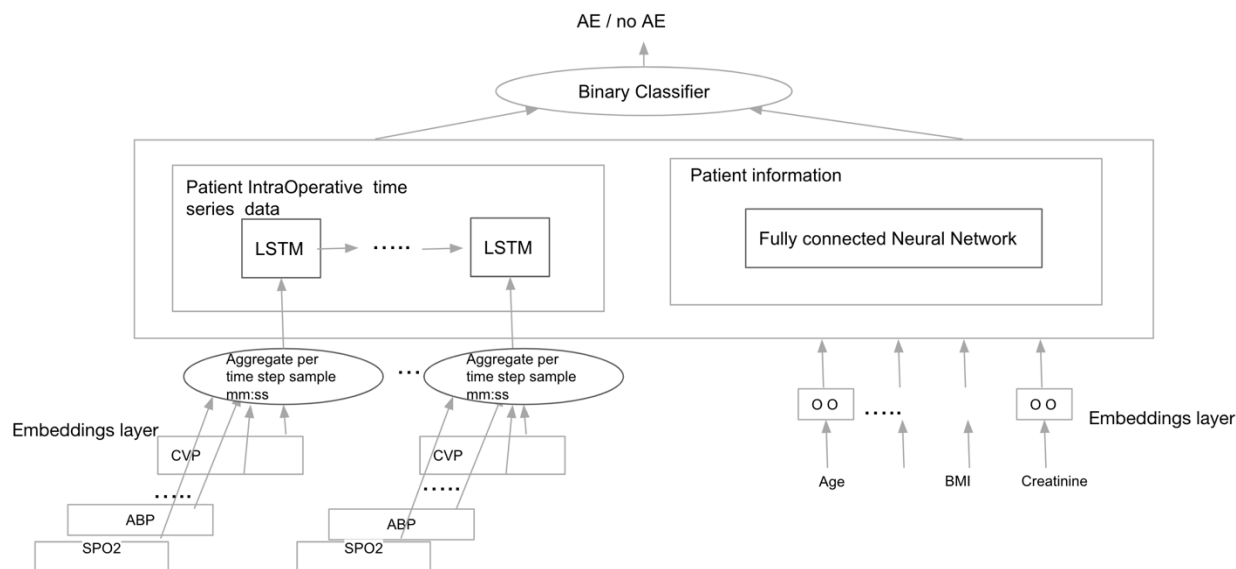 AE / no AE
Binary Classifier
Patient IntraOperative time
series data
LSTM
.....
LSTM
Patient information
Fully connected Neural Network
Aggregate per
time step sample
mm:ss
...
Aggregate per
time step sample
mm:ss
Embeddings layer
CVP
.....
ABP
SPO2
CVP
.....
ABP
SPO2
O O
.....
O O
Embeddings layer
Age
BMI
Creatinine